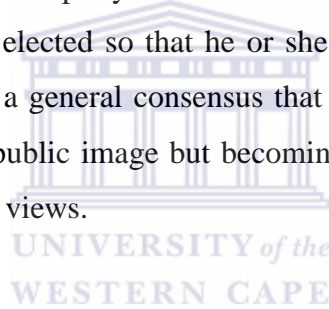 elected so that he or she
a general consensus that
public image but becomin
views.
UNIVERSITY of the
WESTERN CAPE